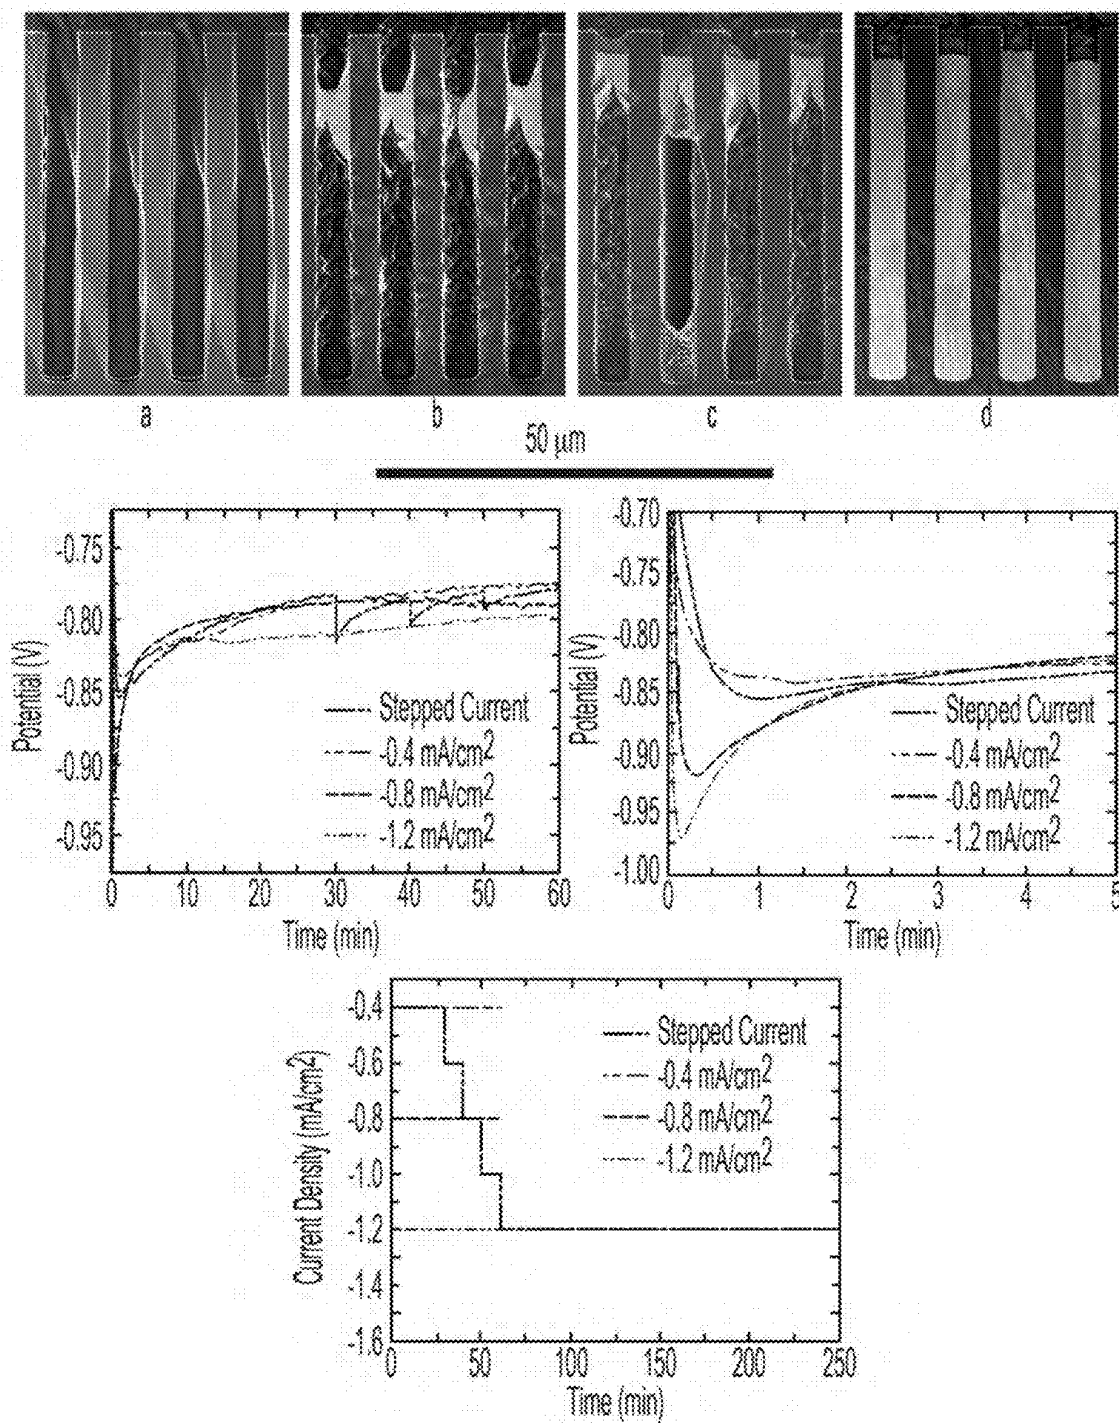 a b c d
50 μm
-0.75
-0.80
-0.85
-0.90
-0.95
Potential (V)
Stepped Current
-0.4 mA/cm2
-0.8 mA/cm2
-1.2 mA/cm2
0 10 20 30 40 50 60
Time (min)
-0.70
-0.75
-0.80
-0.85
-0.90
-0.95
-1.00
Potential (V)
Stepped Current
-0.4 mA/cm2
-0.8 mA/cm2
-1.2 mA/cm2
0 1 2 3 4 5
Time (min)
-0.4
-0.6
-0.8
-1.0
-1.2
-1.4
-1.6
Current Density (mA/cm2)
Stepped Current
-0.4 mA/cm2
-0.8 mA/cm2
-1.2 mA/cm2
0 50 100 150 200 250
Time (min)